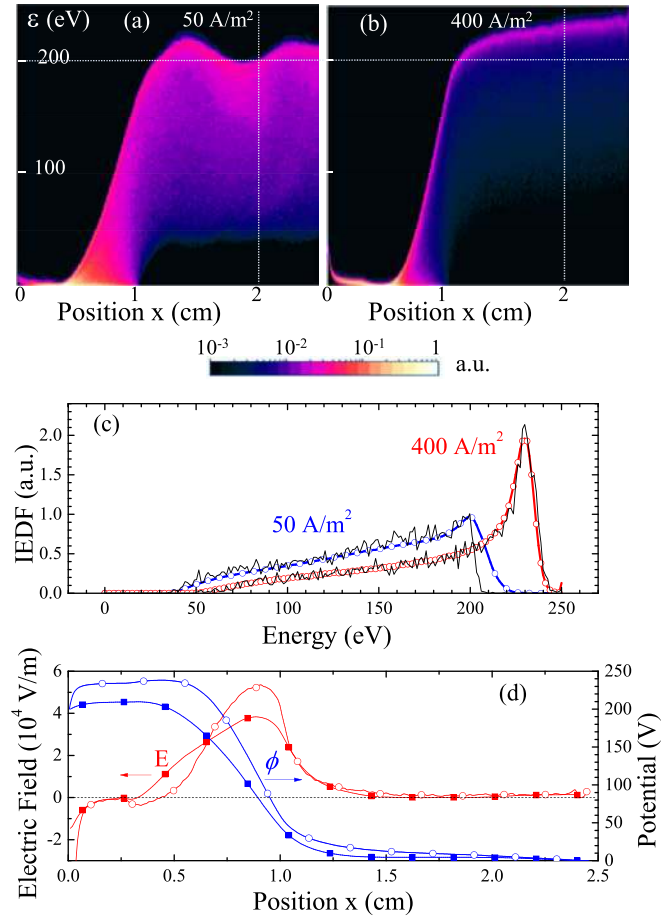 ε (eV) (a) 50 A/m² (b) 400 A/m²
200
100
0 1 2 0 1 2
Position x (cm) Position x (cm)
10⁻³ 10⁻² 10⁻¹ 1
a.u.
(c)
2.0
1.5
1.0
0.5
0.0
IEDF (a.u.)
400 A/m²
50 A/m²
0 50 100 150 200 250
Energy (eV)
(d)
6
4
2
0
-2
Electric Field (10⁴ V/m)
E
ϕ
250
200
150
100
50
0
Potential (V)
0.0 0.5 1.0 1.5 2.0 2.5
Position x (cm)